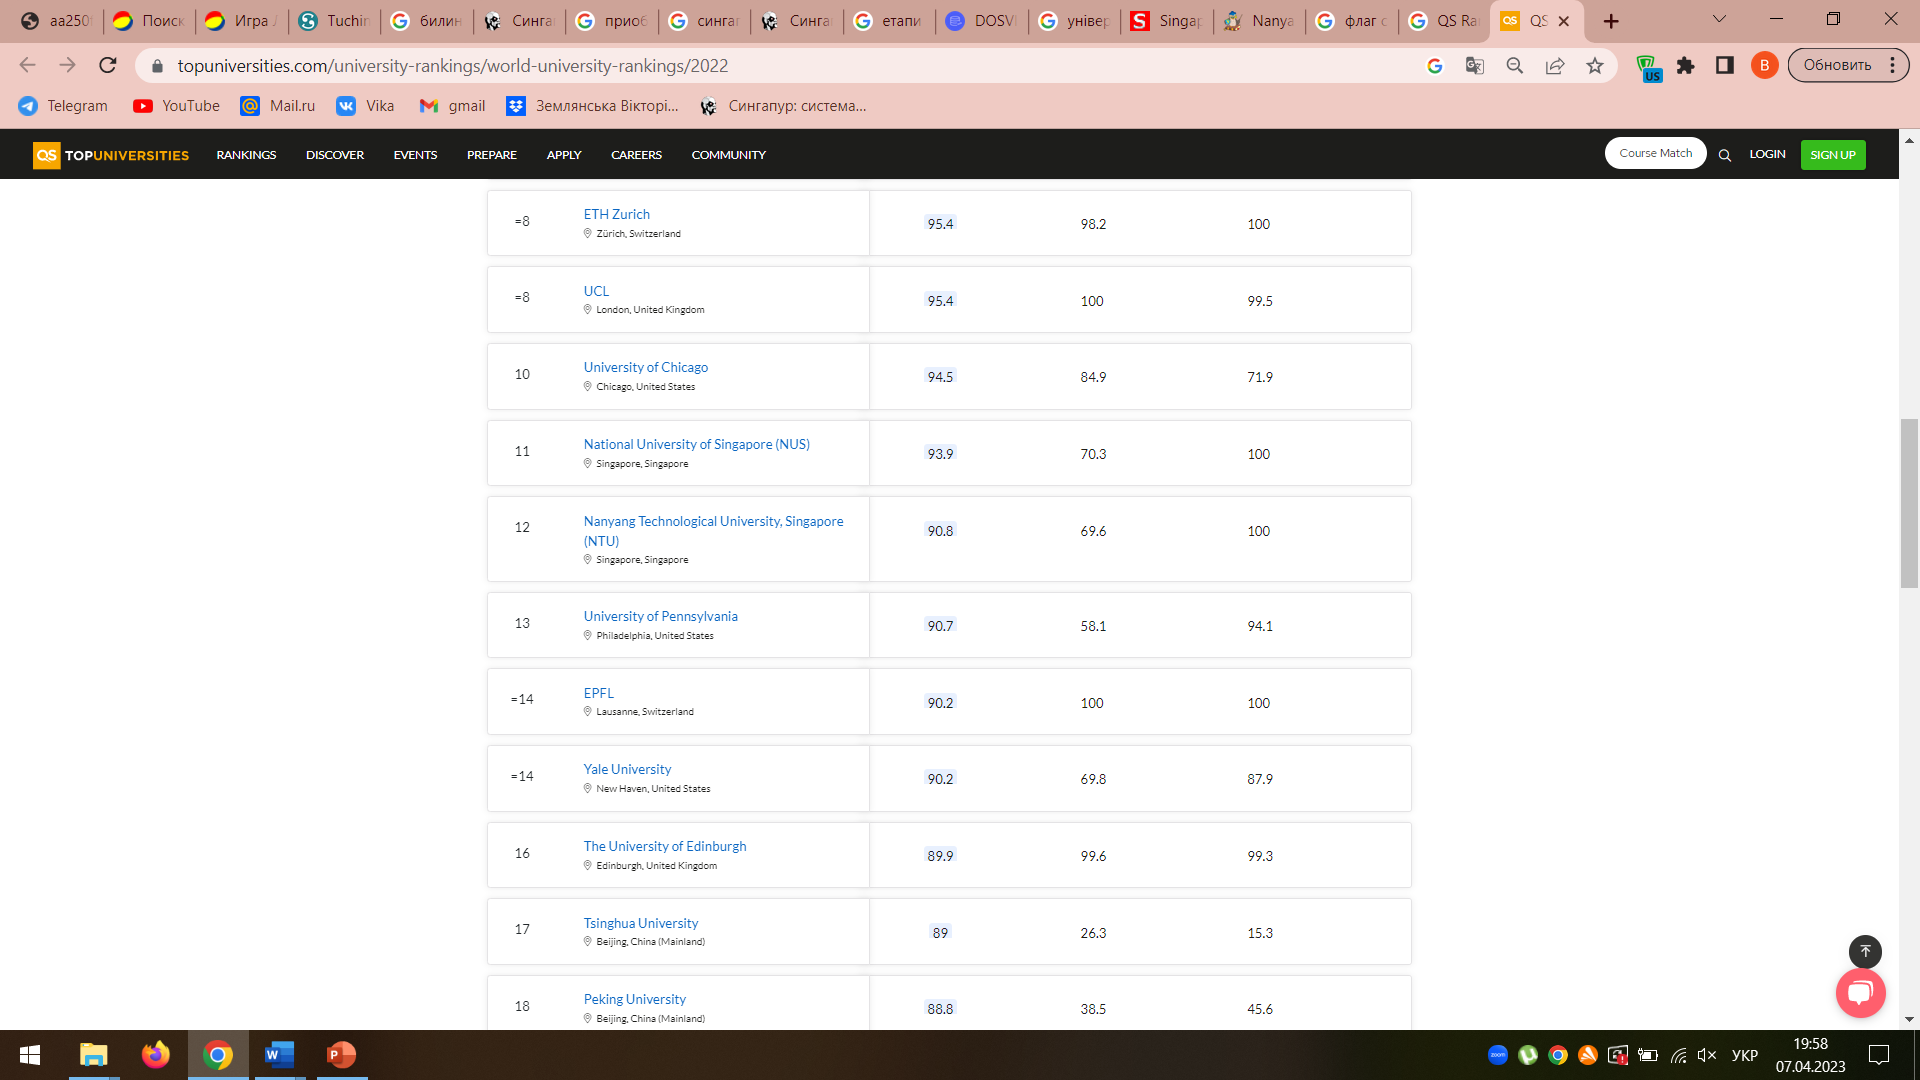 aa250
Поиск
Игра
Tuchin
билин
Синга
приоб
синга
Синга
етапи
DOSV
універ
Singap
Nanya
флаг с
QS Ra
QS
topuniversities.com/university-rankings/world-university-rankings/2022
US
B
Обновить
Telegram
YouTube
Mail.ru
Vika
gmail
Землянська Вікторі...
Сингапур: система...
QS TOPUNIVERSITIES
RANKINGS
DISCOVER
EVENTS
PREPARE
APPLY
CAREERS
COMMUNITY
Course Match
LOGIN
SIGN UP
=8 ETH Zurich 95.4 98.2 100
Zürich, Switzerland
=8 UCL 95.4 100 99.5
London, United Kingdom
10 University of Chicago 94.5 84.9 71.9
Chicago, United States
11 National University of Singapore (NUS) 93.9 70.3 100
Singapore, Singapore
12 Nanyang Technological University, Singapore 90.8 69.6 100
(NTU)
Singapore, Singapore
13 University of Pennsylvania 90.7 58.1 94.1
Philadelphia, United States
=14 EPFL 90.2 100 100
Lausanne, Switzerland
=14 Yale University 90.2 69.8 87.9
New Haven, United States
16 The University of Edinburgh 89.9 99.6 99.3
Edinburgh, United Kingdom
17 Tsinghua University 89 26.3 15.3
Beijing, China (Mainland)
18 Peking University 88.8 38.5 45.6
Beijing, China (Mainland)
zoom
УКР
19:58
07.04.2023